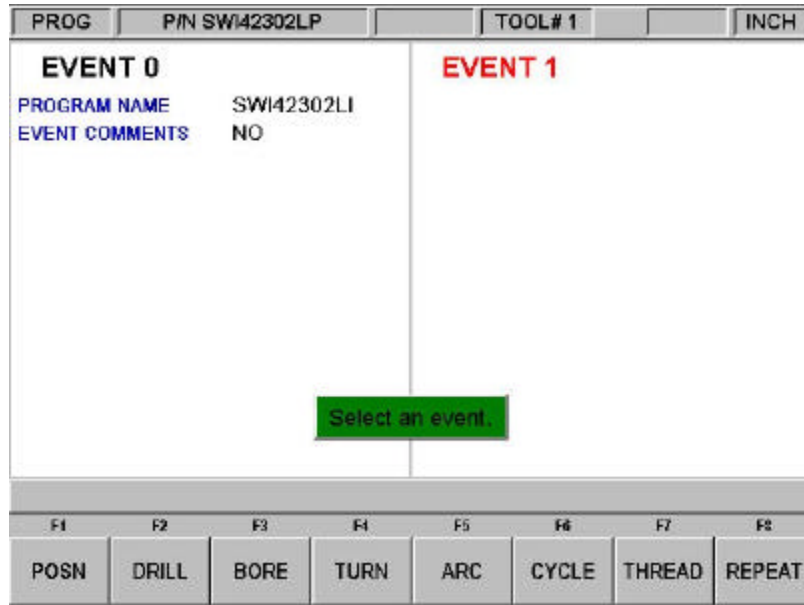 PROG P/N SWI42302LP TOOL# 1 INCH
EVENT 0
EVENT 1
PROGRAM NAME SWI42302LI
EVENT COMMENTS NO
Select an event.
F1 F2 F3 F4 F5 F6 F7 F8
POSN DRILL BORE TURN ARC CYCLE THREAD REPEAT